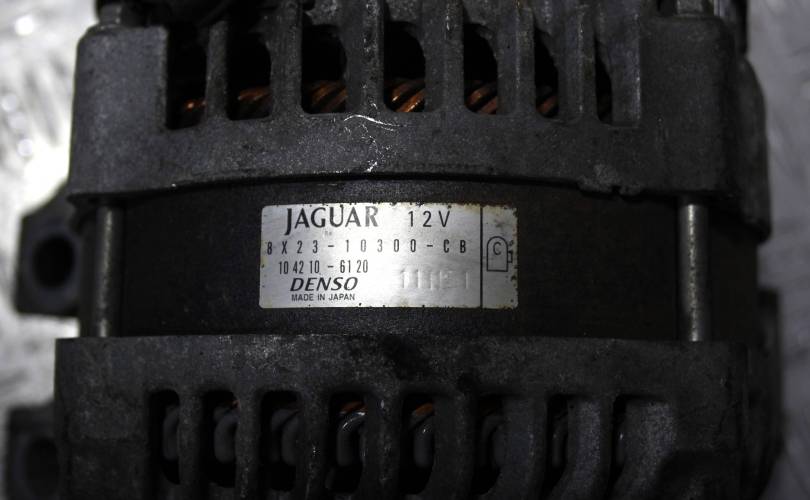 JAGUAR 12V
8X23-10300-CB
104210-6120
DENSO
MADE IN JAPAN
C